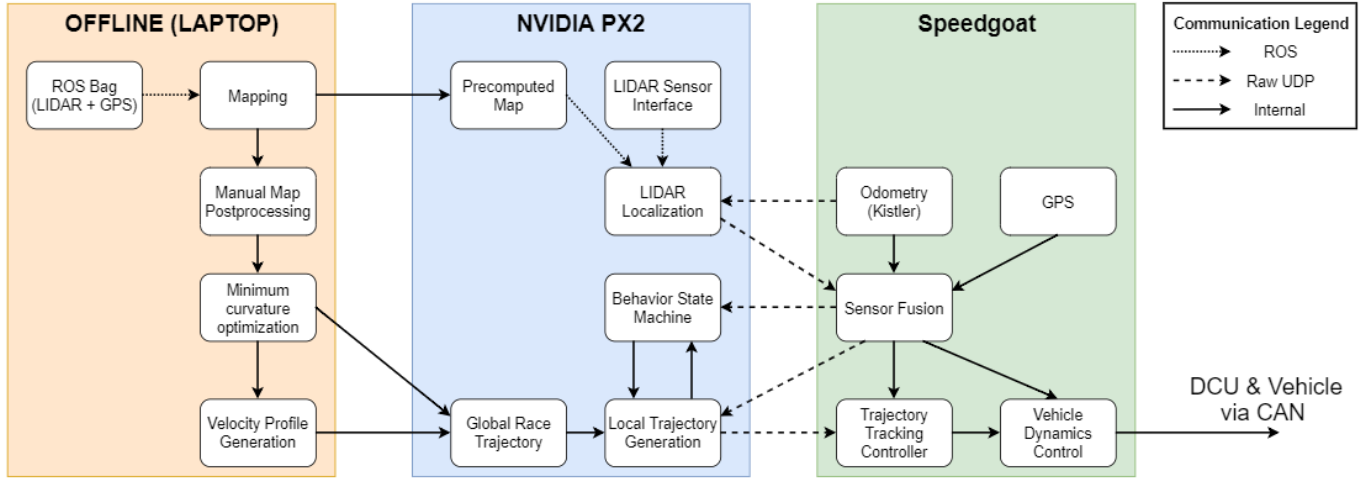 OFFLINE (LAPTOP)
ROS Bag
(LIDAR + GPS)
Mapping
Manual Map
Postprocessing
Minimum
curvature
optimization
Velocity Profile
Generation
NVIDIA PX2
Precomputed
Map
LIDAR Sensor
Interface
LIDAR
Localization
Behavior State
Machine
Global Race
Trajectory
Local Trajectory
Generation
Speedgoat
Odometry
(Kistler)
GPS
Sensor Fusion
Trajectory
Tracking
Controller
Vehicle
Dynamics
Control
Communication Legend
ROS
Raw UDP
Internal
DCU & Vehicle
via CAN